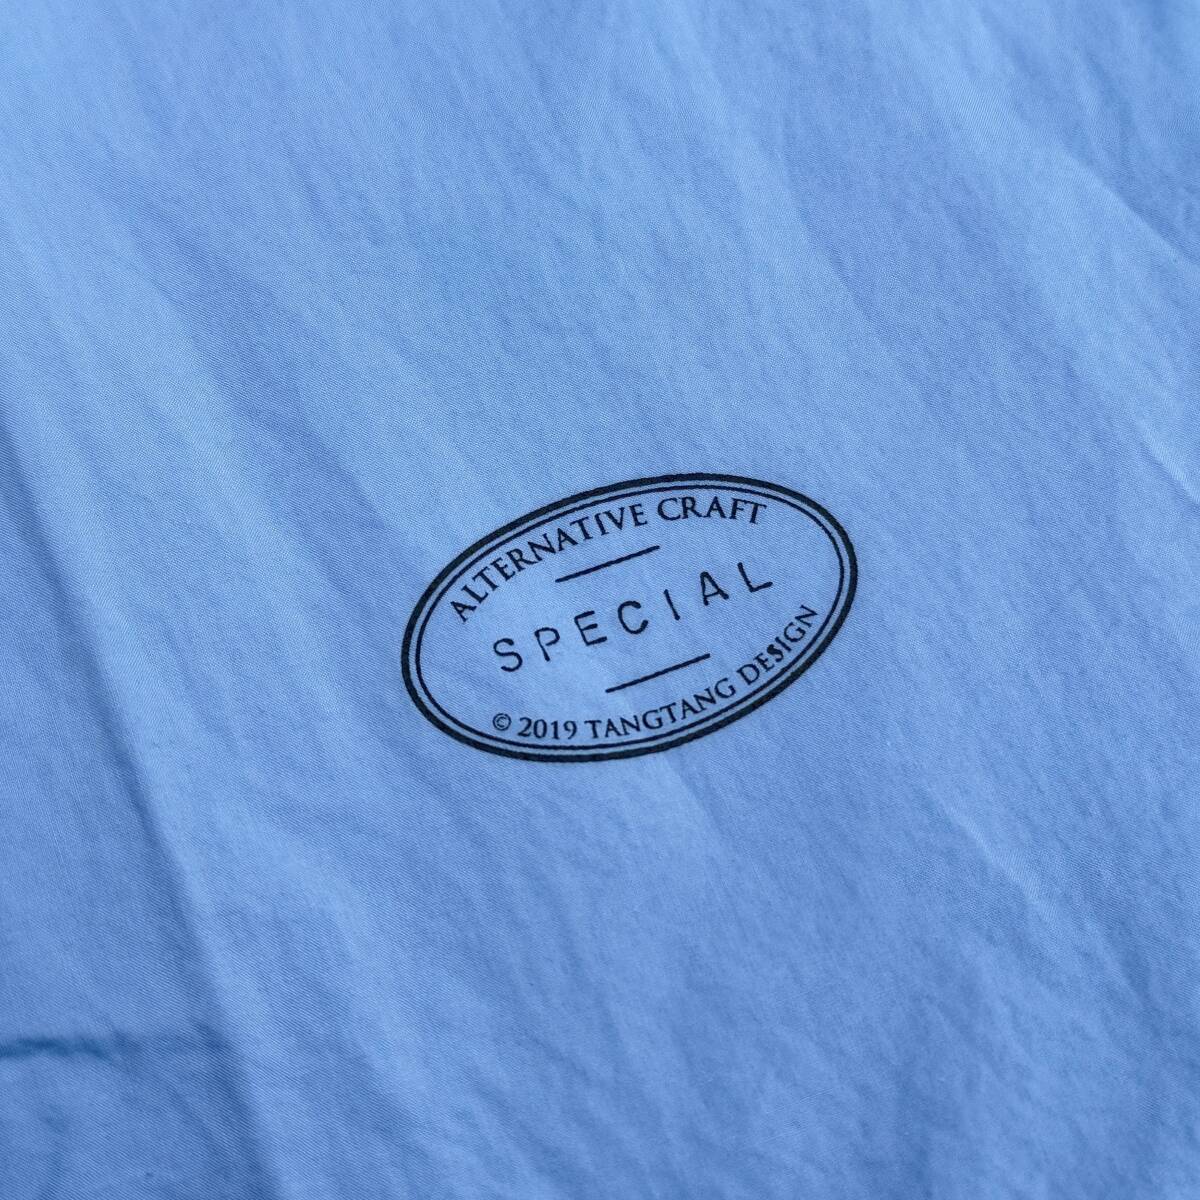 ALTERNATIVE CRAFT
SPECIAL
© 2019 TANGTANG DESIGN